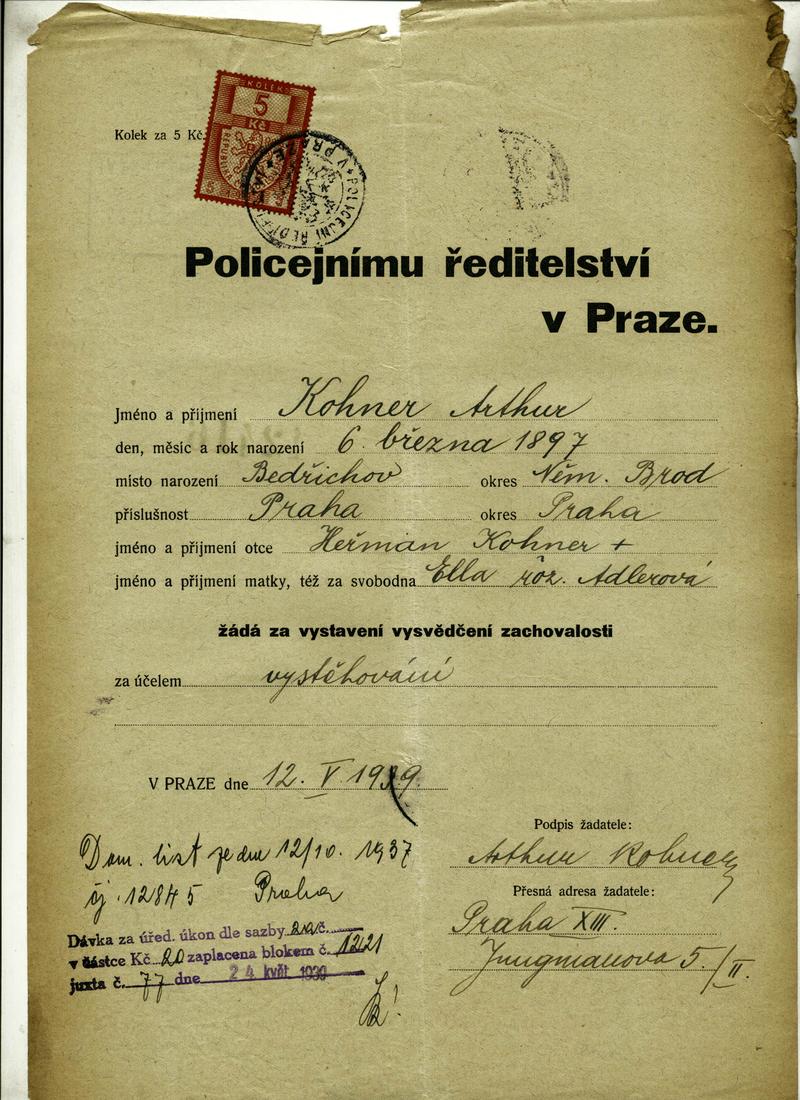 KOLEK
5
Kč
Kolek za 5 Kč.
POLICEJNÍ ŘEDITEL V PRAZE
Policejnímu ředitelství
v Praze.
Jméno a příjmení Kohner Arthur
den, měsíc a rok narození 6. března 1897
místo narození Bedřichov okres Něm. Brod
příslušnost Praha okres Praha
jméno a příjmení otce Heřman Kohner +
jméno a příjmení matky, též za svobodna Ella roz. Adlerová
žádá za vystavení vysvědčení zachovalosti
za účelem vystěhování
V PRAZE dne 12. V. 1939.
Dom. list ze dne 12/10. 1937
čj. 12845 Praha
Dávka za úřed. úkon dle sazby
v částce Kč 20 zaplacena blokem č. 1221
juxta č. 77 dne 24 květ 1939
Podpis žadatele:
Arthur Kohner
Přesná adresa žadatele:
Praha XIII.
Jungmanova 5./II.